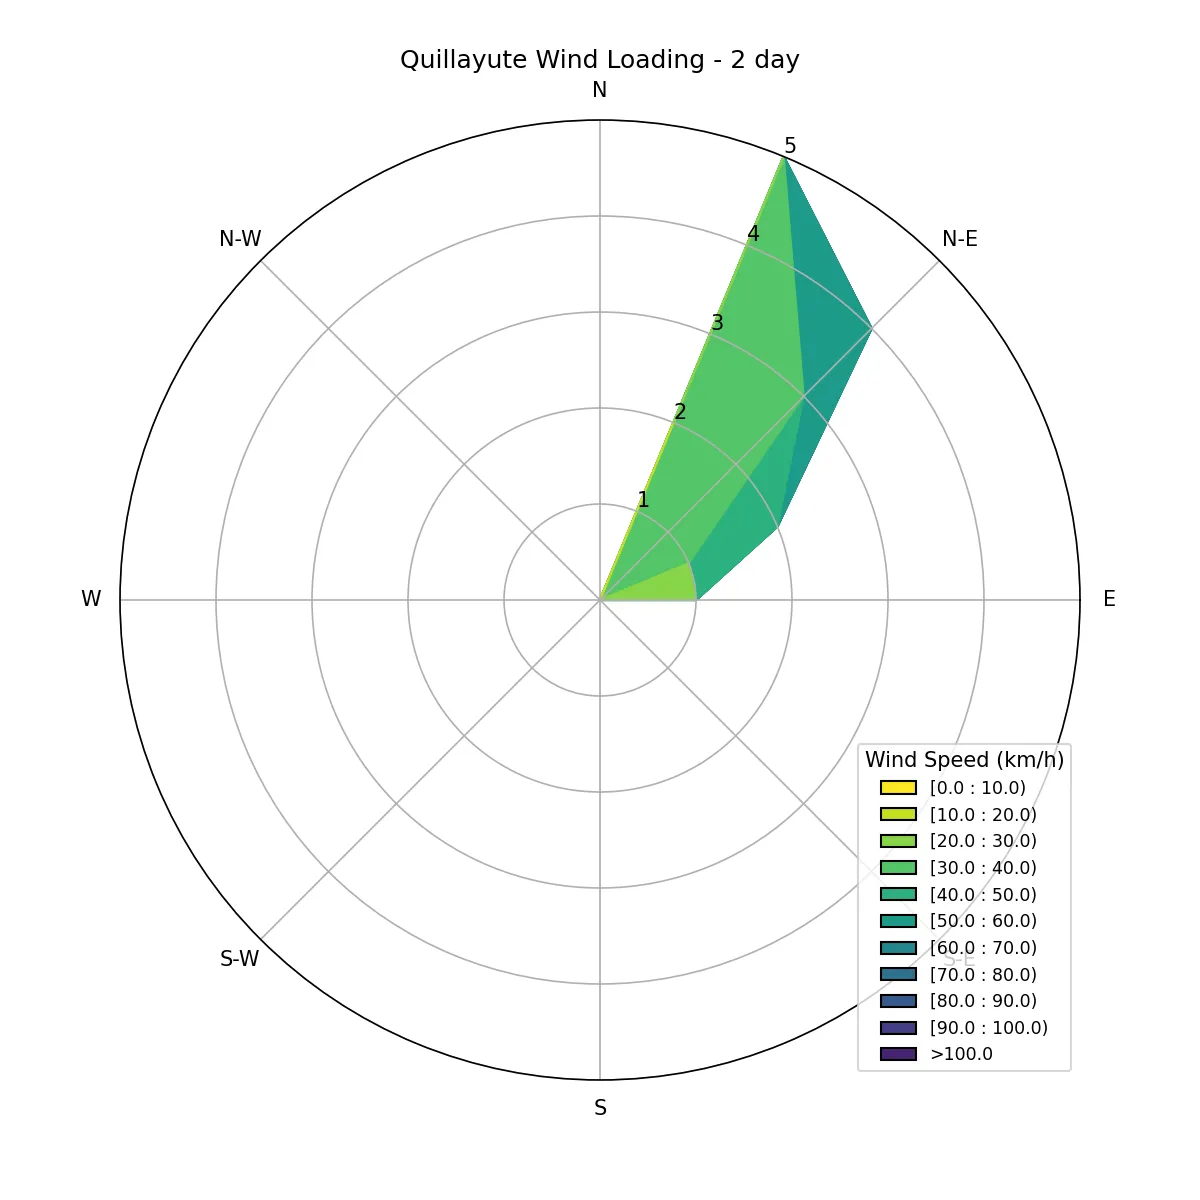 Quillayute Wind Loading - 2 day
N
5
4
N-W
N-E
3
2
1
W
E
Wind Speed (km/h)
[0.0 : 10.0)
[10.0 : 20.0)
[20.0 : 30.0)
[30.0 : 40.0)
[40.0 : 50.0)
[50.0 : 60.0)
[60.0 : 70.0)
[70.0 : 80.0)
[80.0 : 90.0)
[90.0 : 100.0)
>100.0
S-W
S-E
S